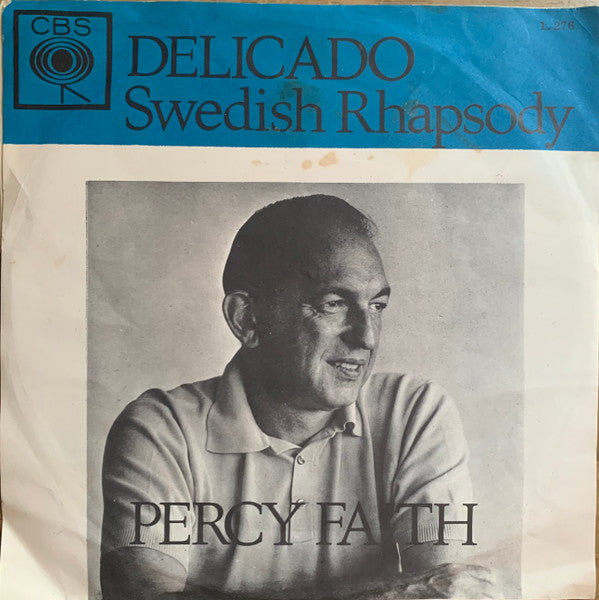 CBS
L. 276
DELICADO
Swedish Rhapsody
PERCY FAITH